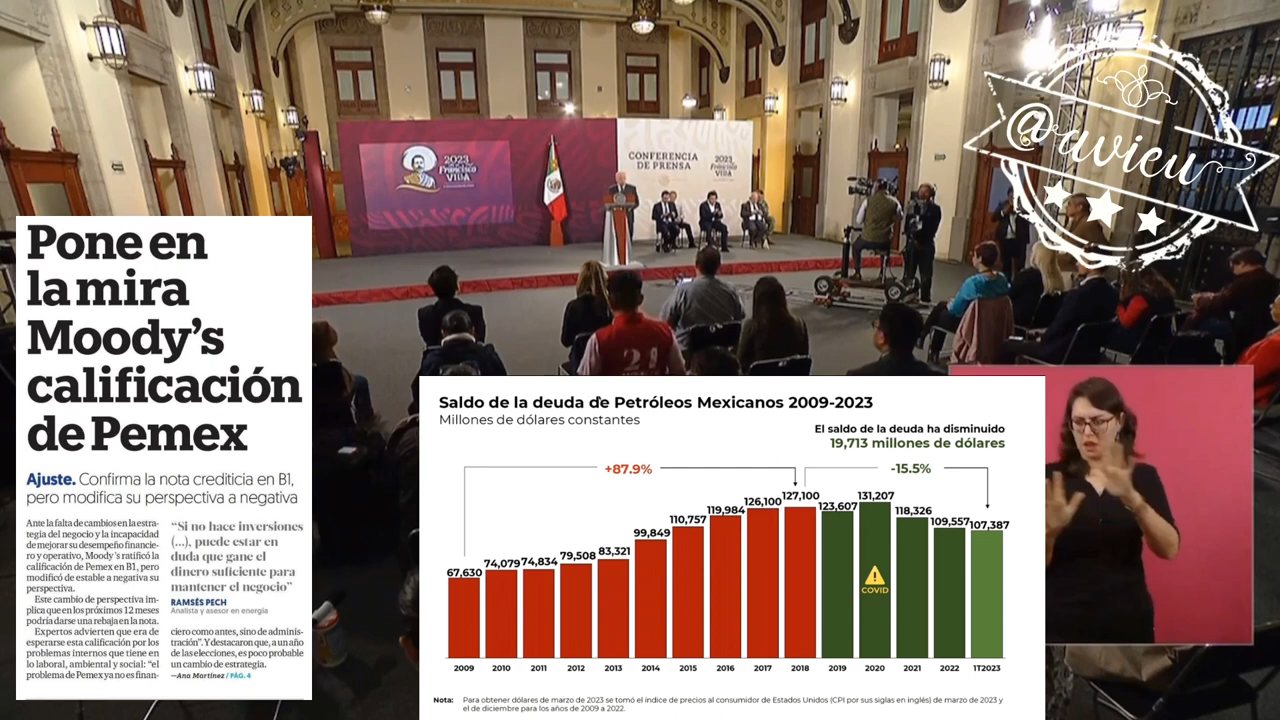 @avieu
2023
Francisco
VILLA
CONFERENCIA
DE PRENSA
2023
Francisco
VILLA
21
Pone en
la mira
Moody’s
calificación
de Pemex
Ajuste. Confirma la nota crediticia en B1,
pero modifica su perspectiva a negativa
Ante la falta de cambios en la estra-
tegia del negocio y la incapacidad
de mejorar su desempeño financie-
ro y operativo, Moody´s ratificó la
calificación de Pemex en B1, pero
modificó de estable a negativa su
perspectiva.
Este cambio de perspectiva im-
plica que en los próximos 12 meses
podría darse una rebaja en la nota.
Expertos advierten que era de
esperarse esta calificación por los
problemas internos que tiene en
lo laboral, ambiental y social: “el
problema de Pemex ya no es finan-
“Si no hace inversiones
(...), puede estar en
duda que gane el
dinero suficiente para
mantener el negocio”
RAMSÉS PECH
Analista y asesor en energía
ciero como antes, sino de adminis-
tración”. Y destacaron que, a un año
de las elecciones, es poco probable
un cambio de estrategia.
—Ana Martínez / PÁG. 4
Saldo de la deuda de Petróleos Mexicanos 2009-2023
Millones de dólares constantes
El saldo de la deuda ha disminuido
19,713 millones de dólares
+87.9%
-15.5%
67,630 74,079 74,834 79,508 83,321 99,849 110,757 119,984 126,100 127,100 123,607 131,207 118,326 109,557 107,387
COVID
2009 2010 2011 2012 2013 2014 2015 2016 2017 2018 2019 2020 2021 2022 1T2023
Nota: Para obtener dólares de marzo de 2023 se tomó el índice de precios al consumidor de Estados Unidos (CPI por sus siglas en inglés) de marzo de 2023 y
el de diciembre para los años de 2009 a 2022.